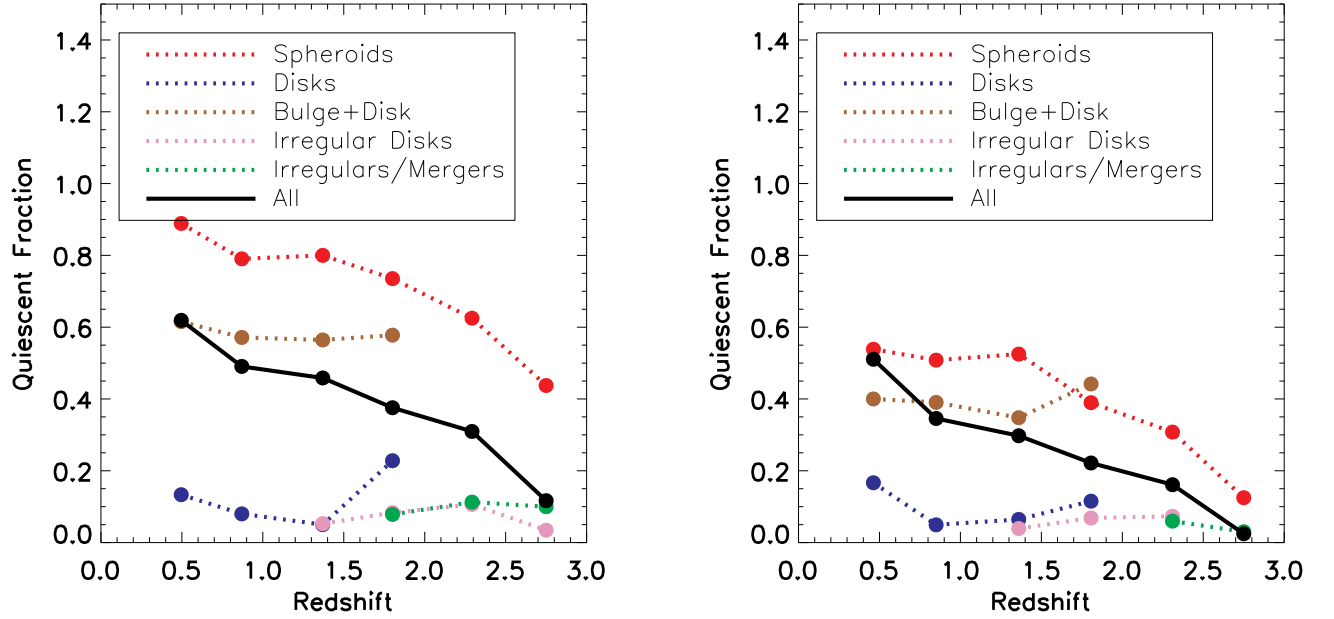 1.4
1.2
1.0
0.8
0.6
0.4
0.2
0.0
Quiescent Fraction
Spheroids
Disks
Bulge+Disk
Irregular Disks
Irregulars/Mergers
All
0.0 0.5 1.0 1.5 2.0 2.5 3.0
Redshift
1.4
1.2
1.0
0.8
0.6
0.4
0.2
0.0
Quiescent Fraction
Spheroids
Disks
Bulge+Disk
Irregular Disks
Irregulars/Mergers
All
0.0 0.5 1.0 1.5 2.0 2.5 3.0
Redshift